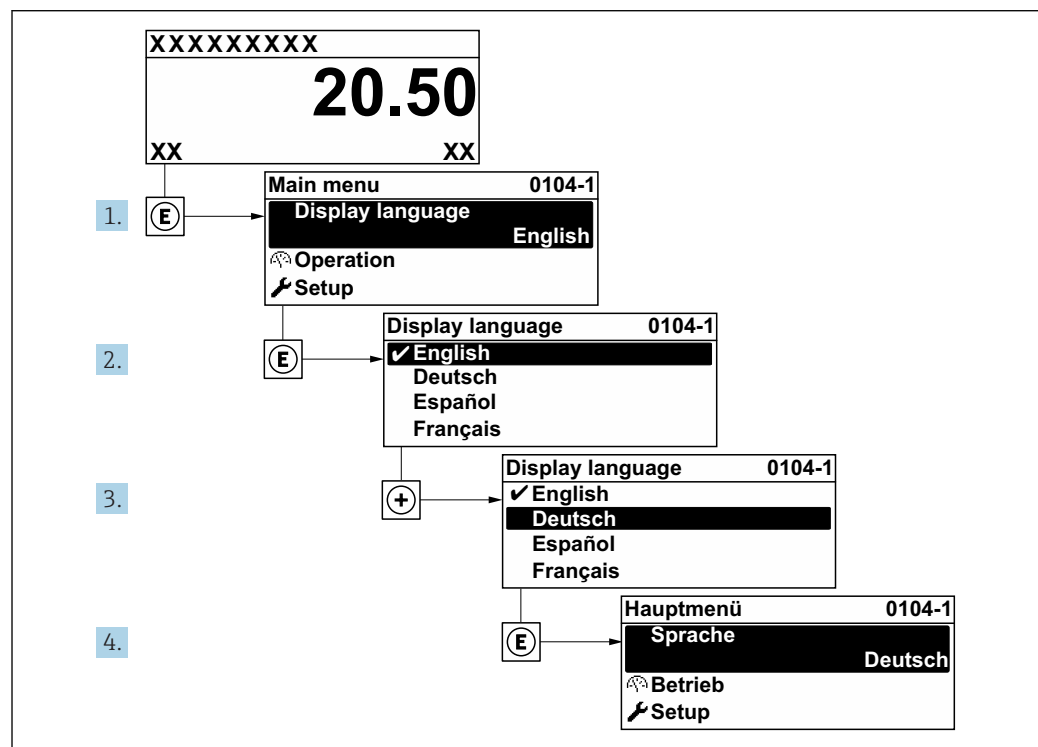 XXXXXXXXX
20.50
XX XX
1. E
Main menu 0104-1
Display language
English
Operation
Setup
2. E
Display language 0104-1
✔English
Deutsch
Español
Français
3. +
Display language 0104-1
✔English
Deutsch
Español
Français
4. E
Hauptmenü 0104-1
Sprache
Deutsch
Betrieb
Setup